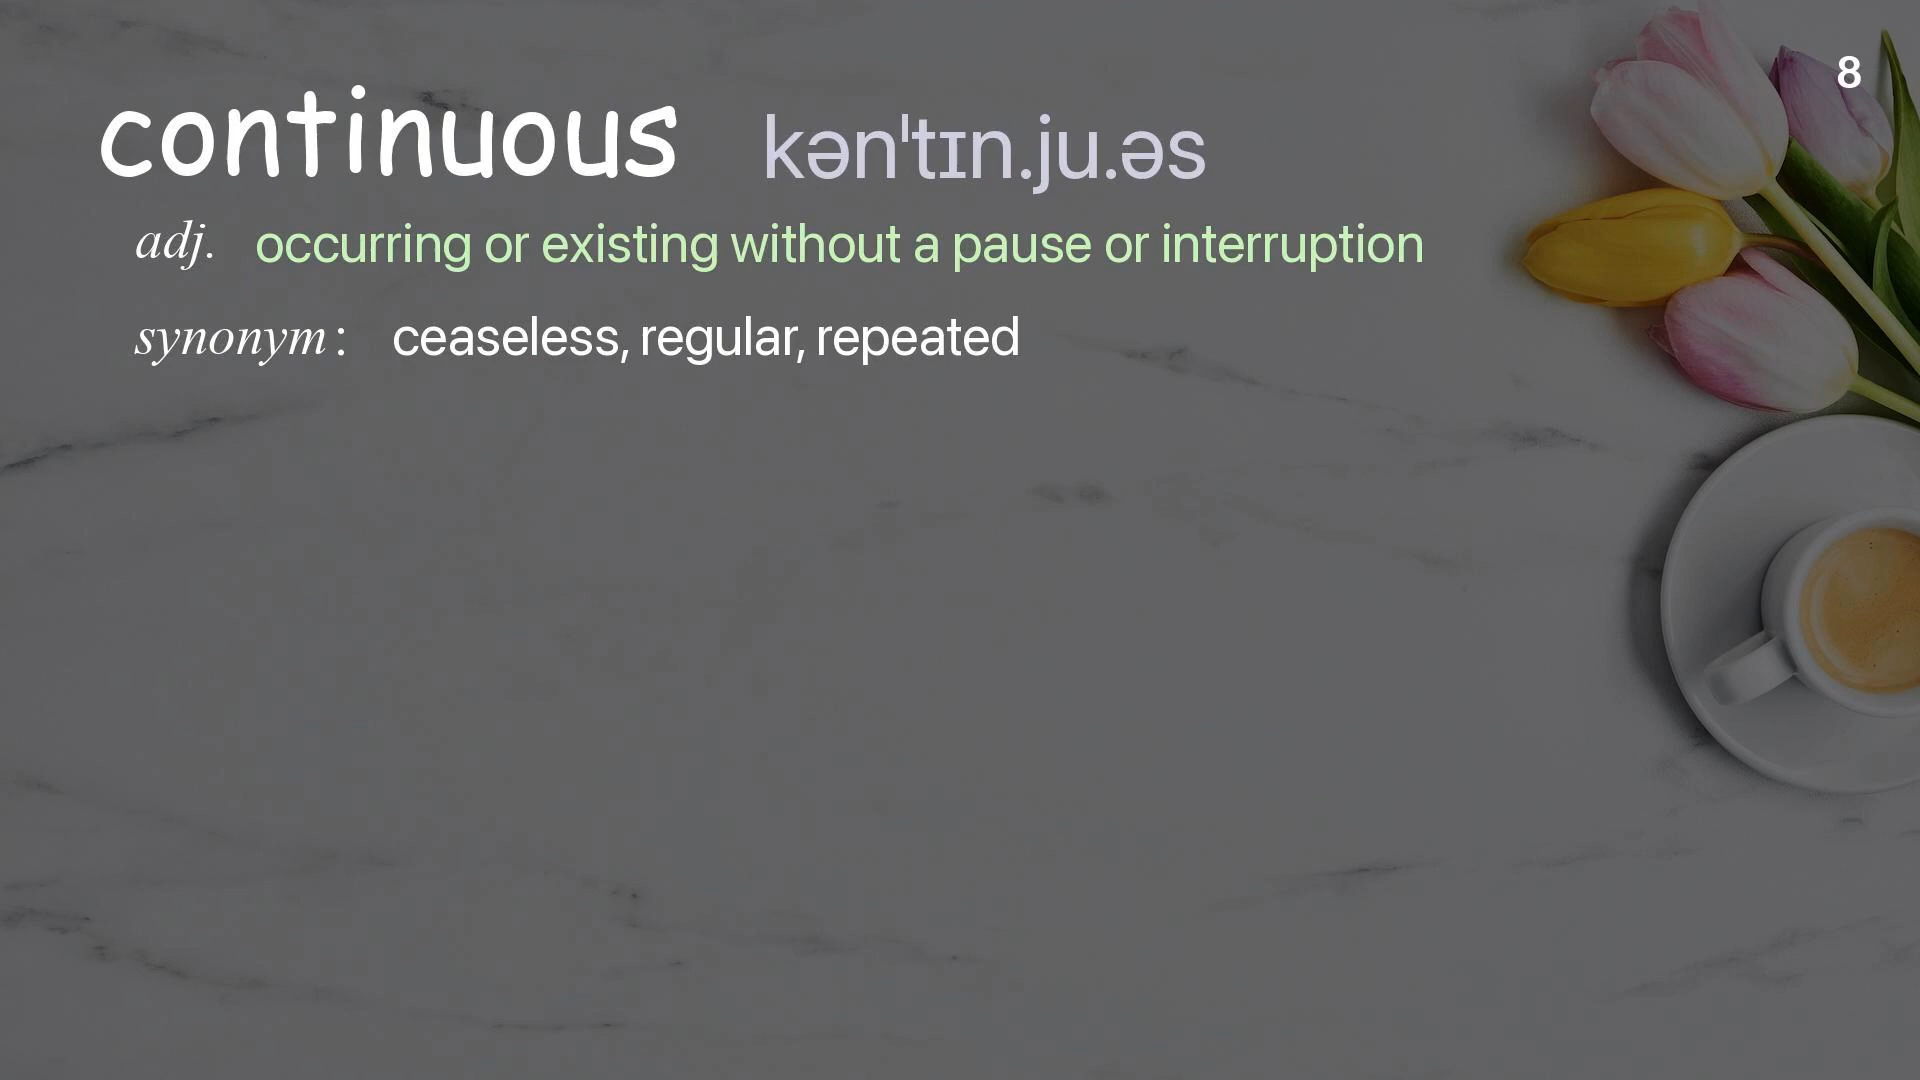 8
continuous kənˈtɪn.ju.əs
adj. occurring or existing without a pause or interruption
synonym : ceaseless, regular, repeated